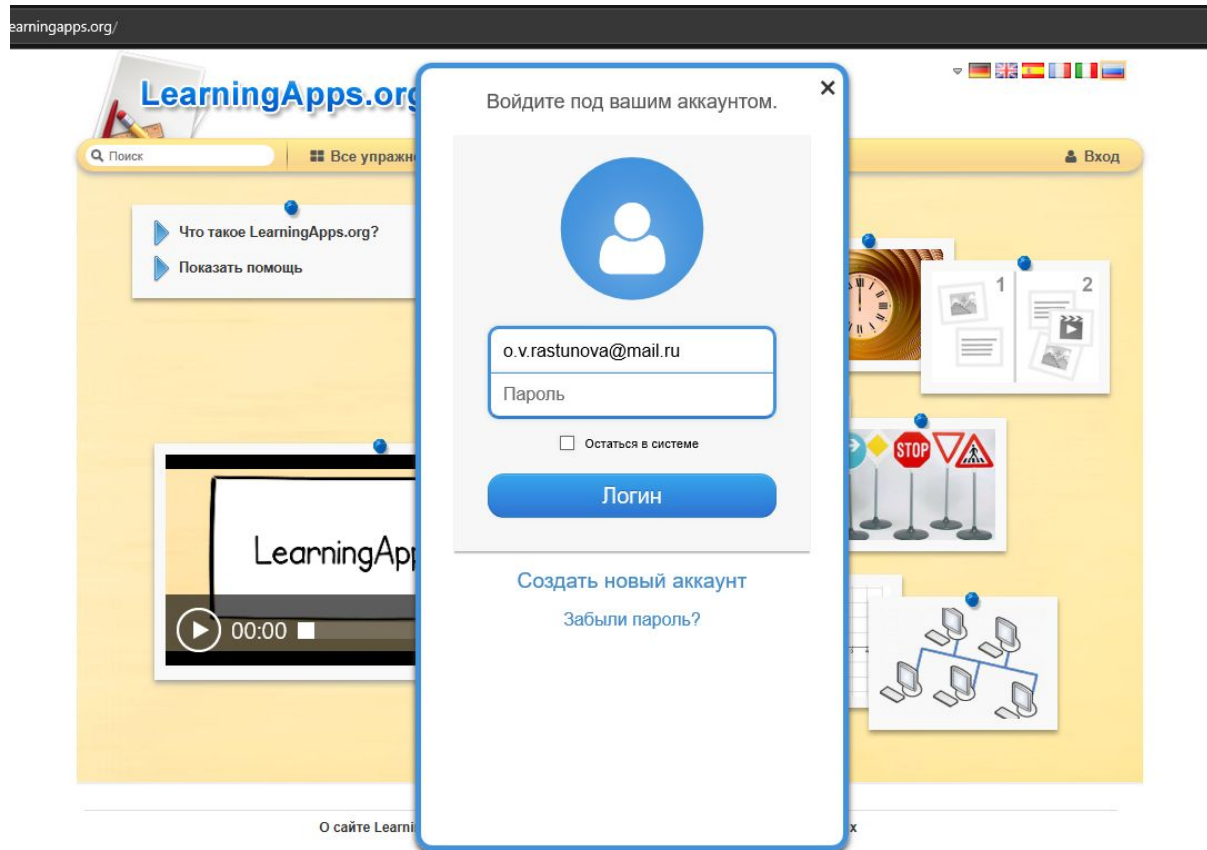 earningapps.org/
LearningApps.org
Войдите под вашим аккаунтом.
Поиск
Все упражн
Вход
Что такое LearningApps.org?
Показать помощь
1 2
o.v.rastunova@mail.ru
Пароль
Остаться в системе
STOP
Логин
LearningApp
Создать новый аккаунт
Забыли пароль?
00:00
О сайте Learni
х